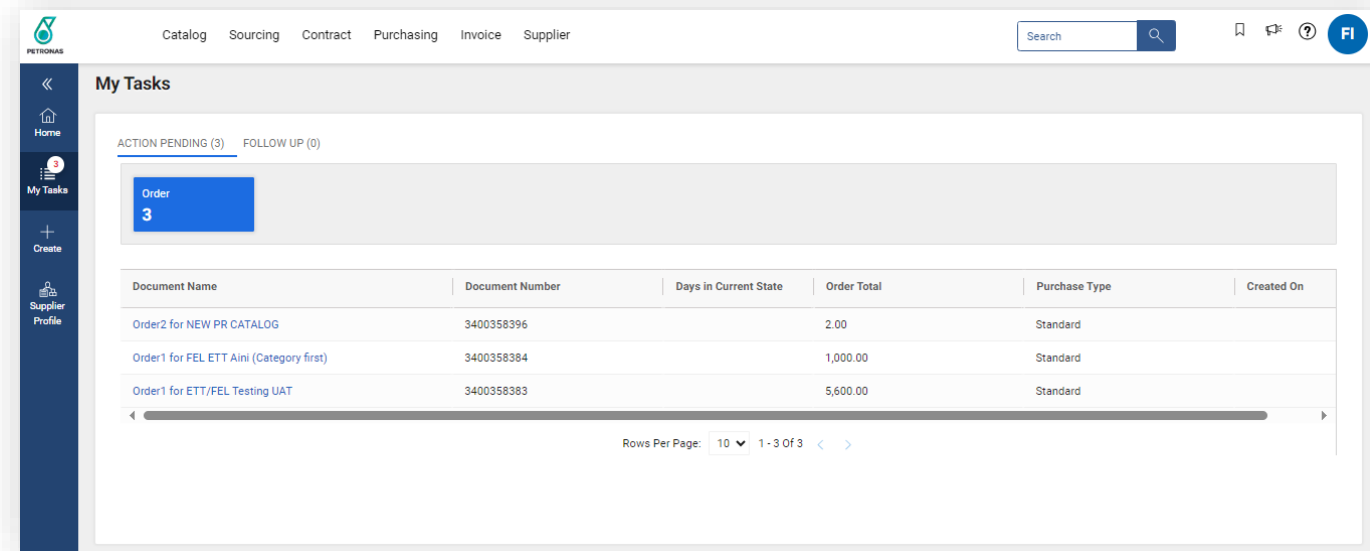 PETRONAS
Catalog Sourcing Contract Purchasing Invoice Supplier
Search
?
FI
My Tasks
Home
3
My Tasks
Create
Supplier
Profile
ACTION PENDING (3) FOLLOW UP (0)
Order
3
Document Name Document Number Days in Current State Order Total Purchase Type Created On
Order2 for NEW PR CATALOG 3400358396 2.00 Standard
Order1 for FEL ETT Aini (Category first) 3400358384 1,000.00 Standard
Order1 for ETT/FEL Testing UAT 3400358383 5,600.00 Standard
Rows Per Page: 10 1 - 3 Of 3